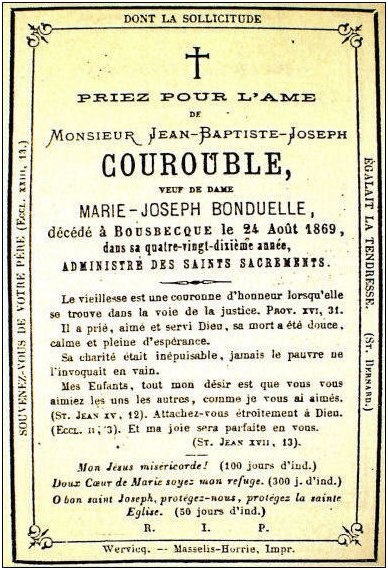 DONT LA SOLLICITUDE
SOUVENEZ-VOUS DE VOTRE PÈRE (ECCL. XXIII, 13.)
PRIEZ POUR L'AME
DE
MONSIEUR JEAN-BAPTISTE-JOSEPH
COUROUBLE,
VEUF DE DAME
MARIE-JOSEPH BONDUELLE,
décédé à BOUSBECQUE le 24 Août 1869,
dans sa quatre-vingt-dixième année,
ADMINISTRÉ DES SAINTS SACREMENTS.
Le vieillesse est une couronne d'honneur lorsqu'elle
se trouve dans la voie de la justice. PROV. XVI, 31.
Il a prié, aimé et servi Dieu, sa mort a été douce,
calme et pleine d'espérance.
Sa charité était inépuisable, jamais le pauvre ne
l'invoquait en vain.
Mes Enfants, tout mon désir est que vous vous
aimiez les uns les autres, comme je vous ai aimés.
(ST. JEAN XV, 12). Attachez-vous étroitement à Dieu.
(ECCL. II, 3). Et ma joie sera parfaite en vous.
(ST. JEAN XVII, 13).
Mon Jésus miséricorde! (100 jours d'ind.)
Doux Cœur de Marie soyez mon refuge. (300 j. d'ind.)
O bon saint Joseph, protégez-nous, protégez la sainte
Eglise. (50 jours d'ind.)
R. I. P.
ÉGALAIT LA TENDRESSE. (ST. BERNARD.)
Wervicq. — Masselis-Horrie, Impr.